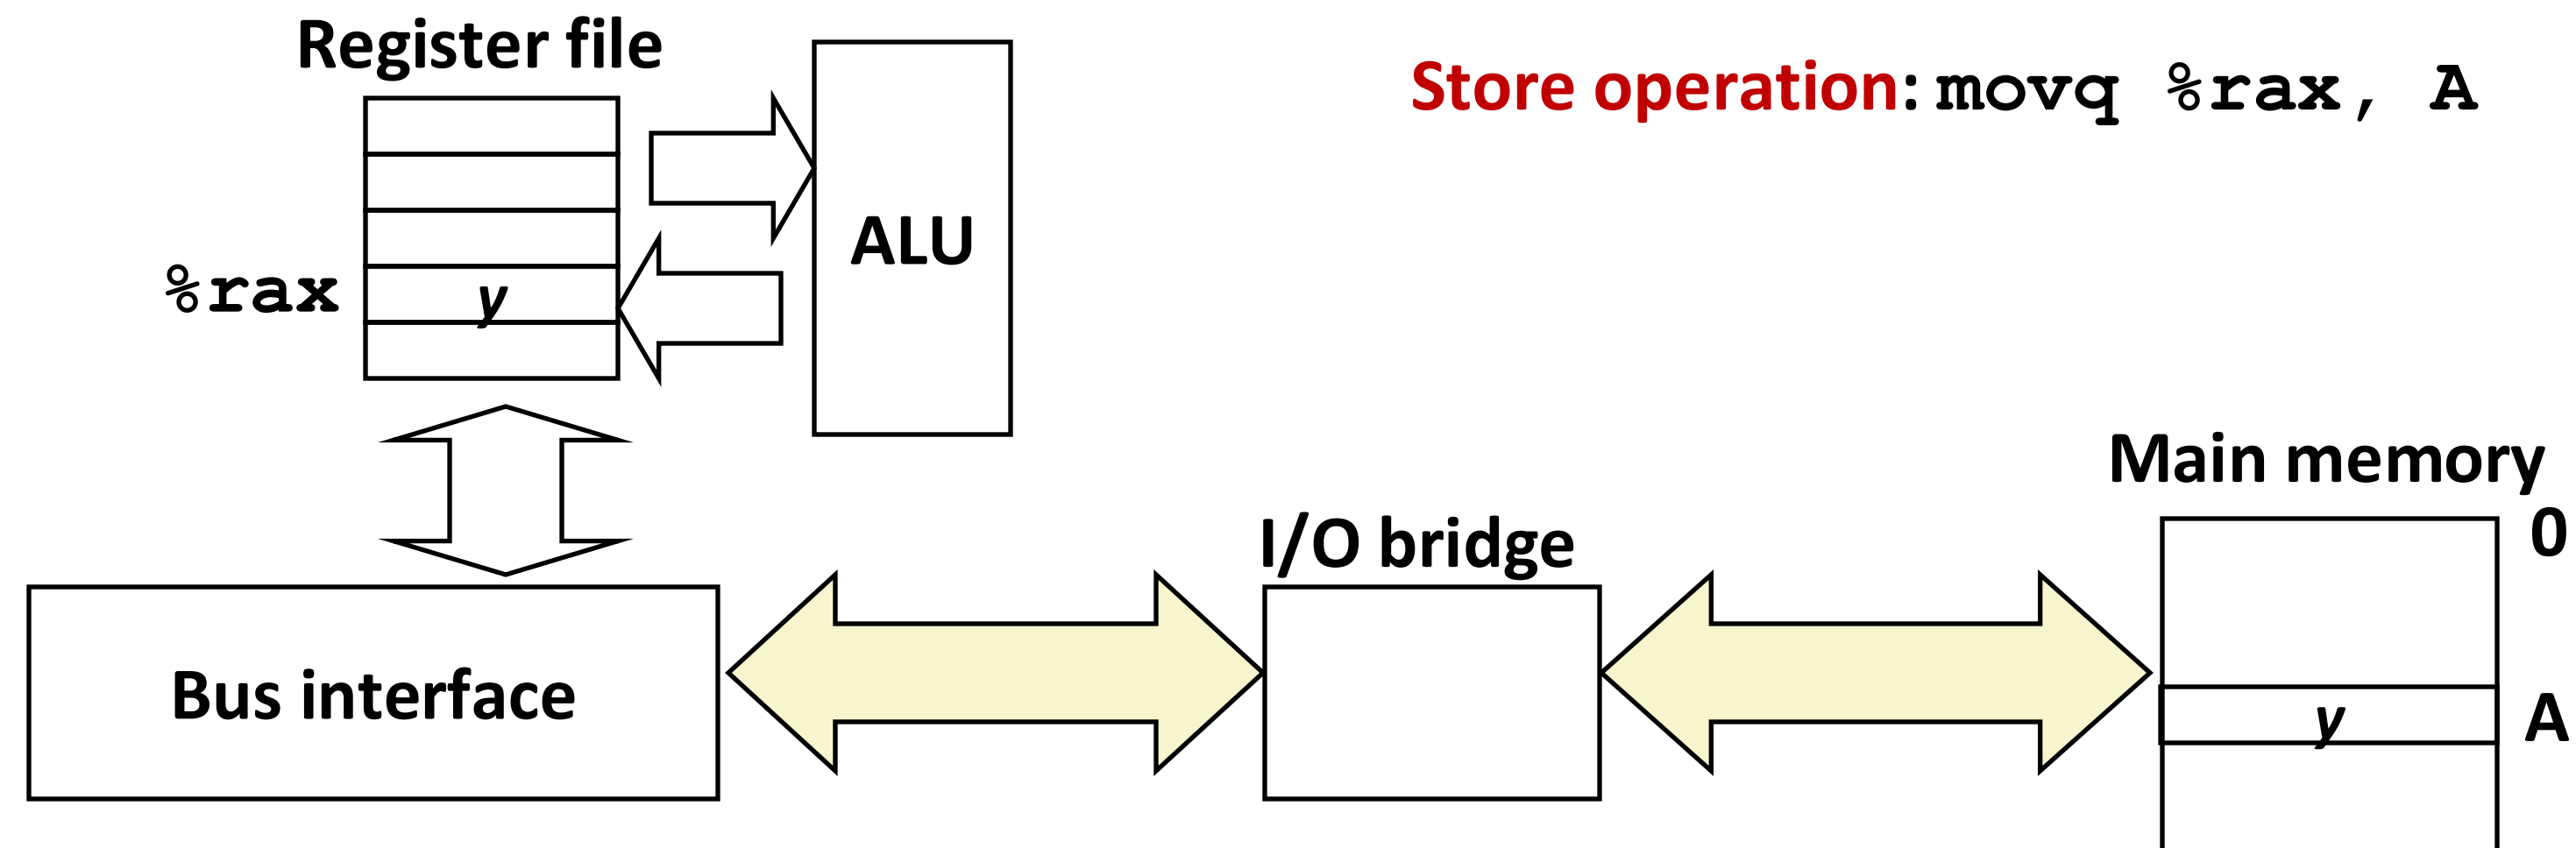 Register file
Store operation: movq %rax, A
ALU
%rax
y
Main memory
I/O bridge
0
Bus interface
y
A